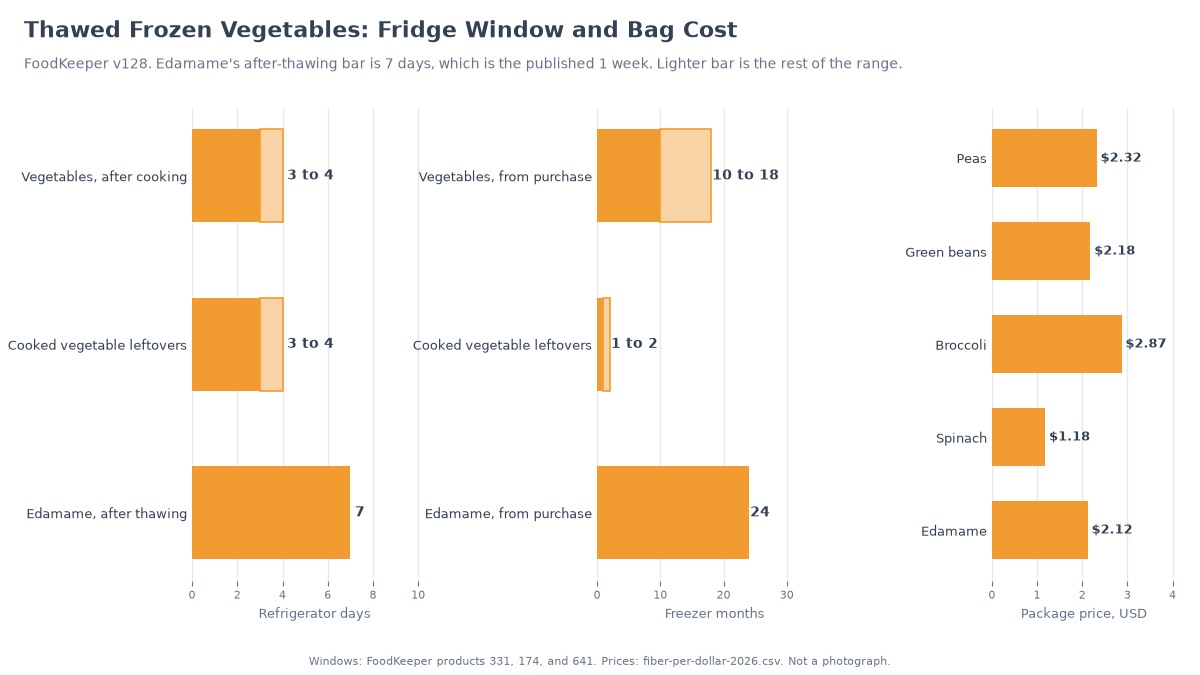 Thawed Frozen Vegetables: Fridge Window and Bag Cost
FoodKeeper v128. Edamame's after-thawing bar is 7 days, which is the published 1 week. Lighter bar is the rest of the range.
Vegetables, after cooking
3 to 4
Cooked vegetable leftovers
3 to 4
Edamame, after thawing
7
0 2 4 6 8 10
Refrigerator days
Vegetables, from purchase
10 to 18
Cooked vegetable leftovers
1 to 2
Edamame, from purchase
24
0 10 20 30
Freezer months
Peas
$2.32
Green beans
$2.18
Broccoli
$2.87
Spinach
$1.18
Edamame
$2.12
0 1 2 3 4
Package price, USD
Windows: FoodKeeper products 331, 174, and 641. Prices: fiber-per-dollar-2026.csv. Not a photograph.